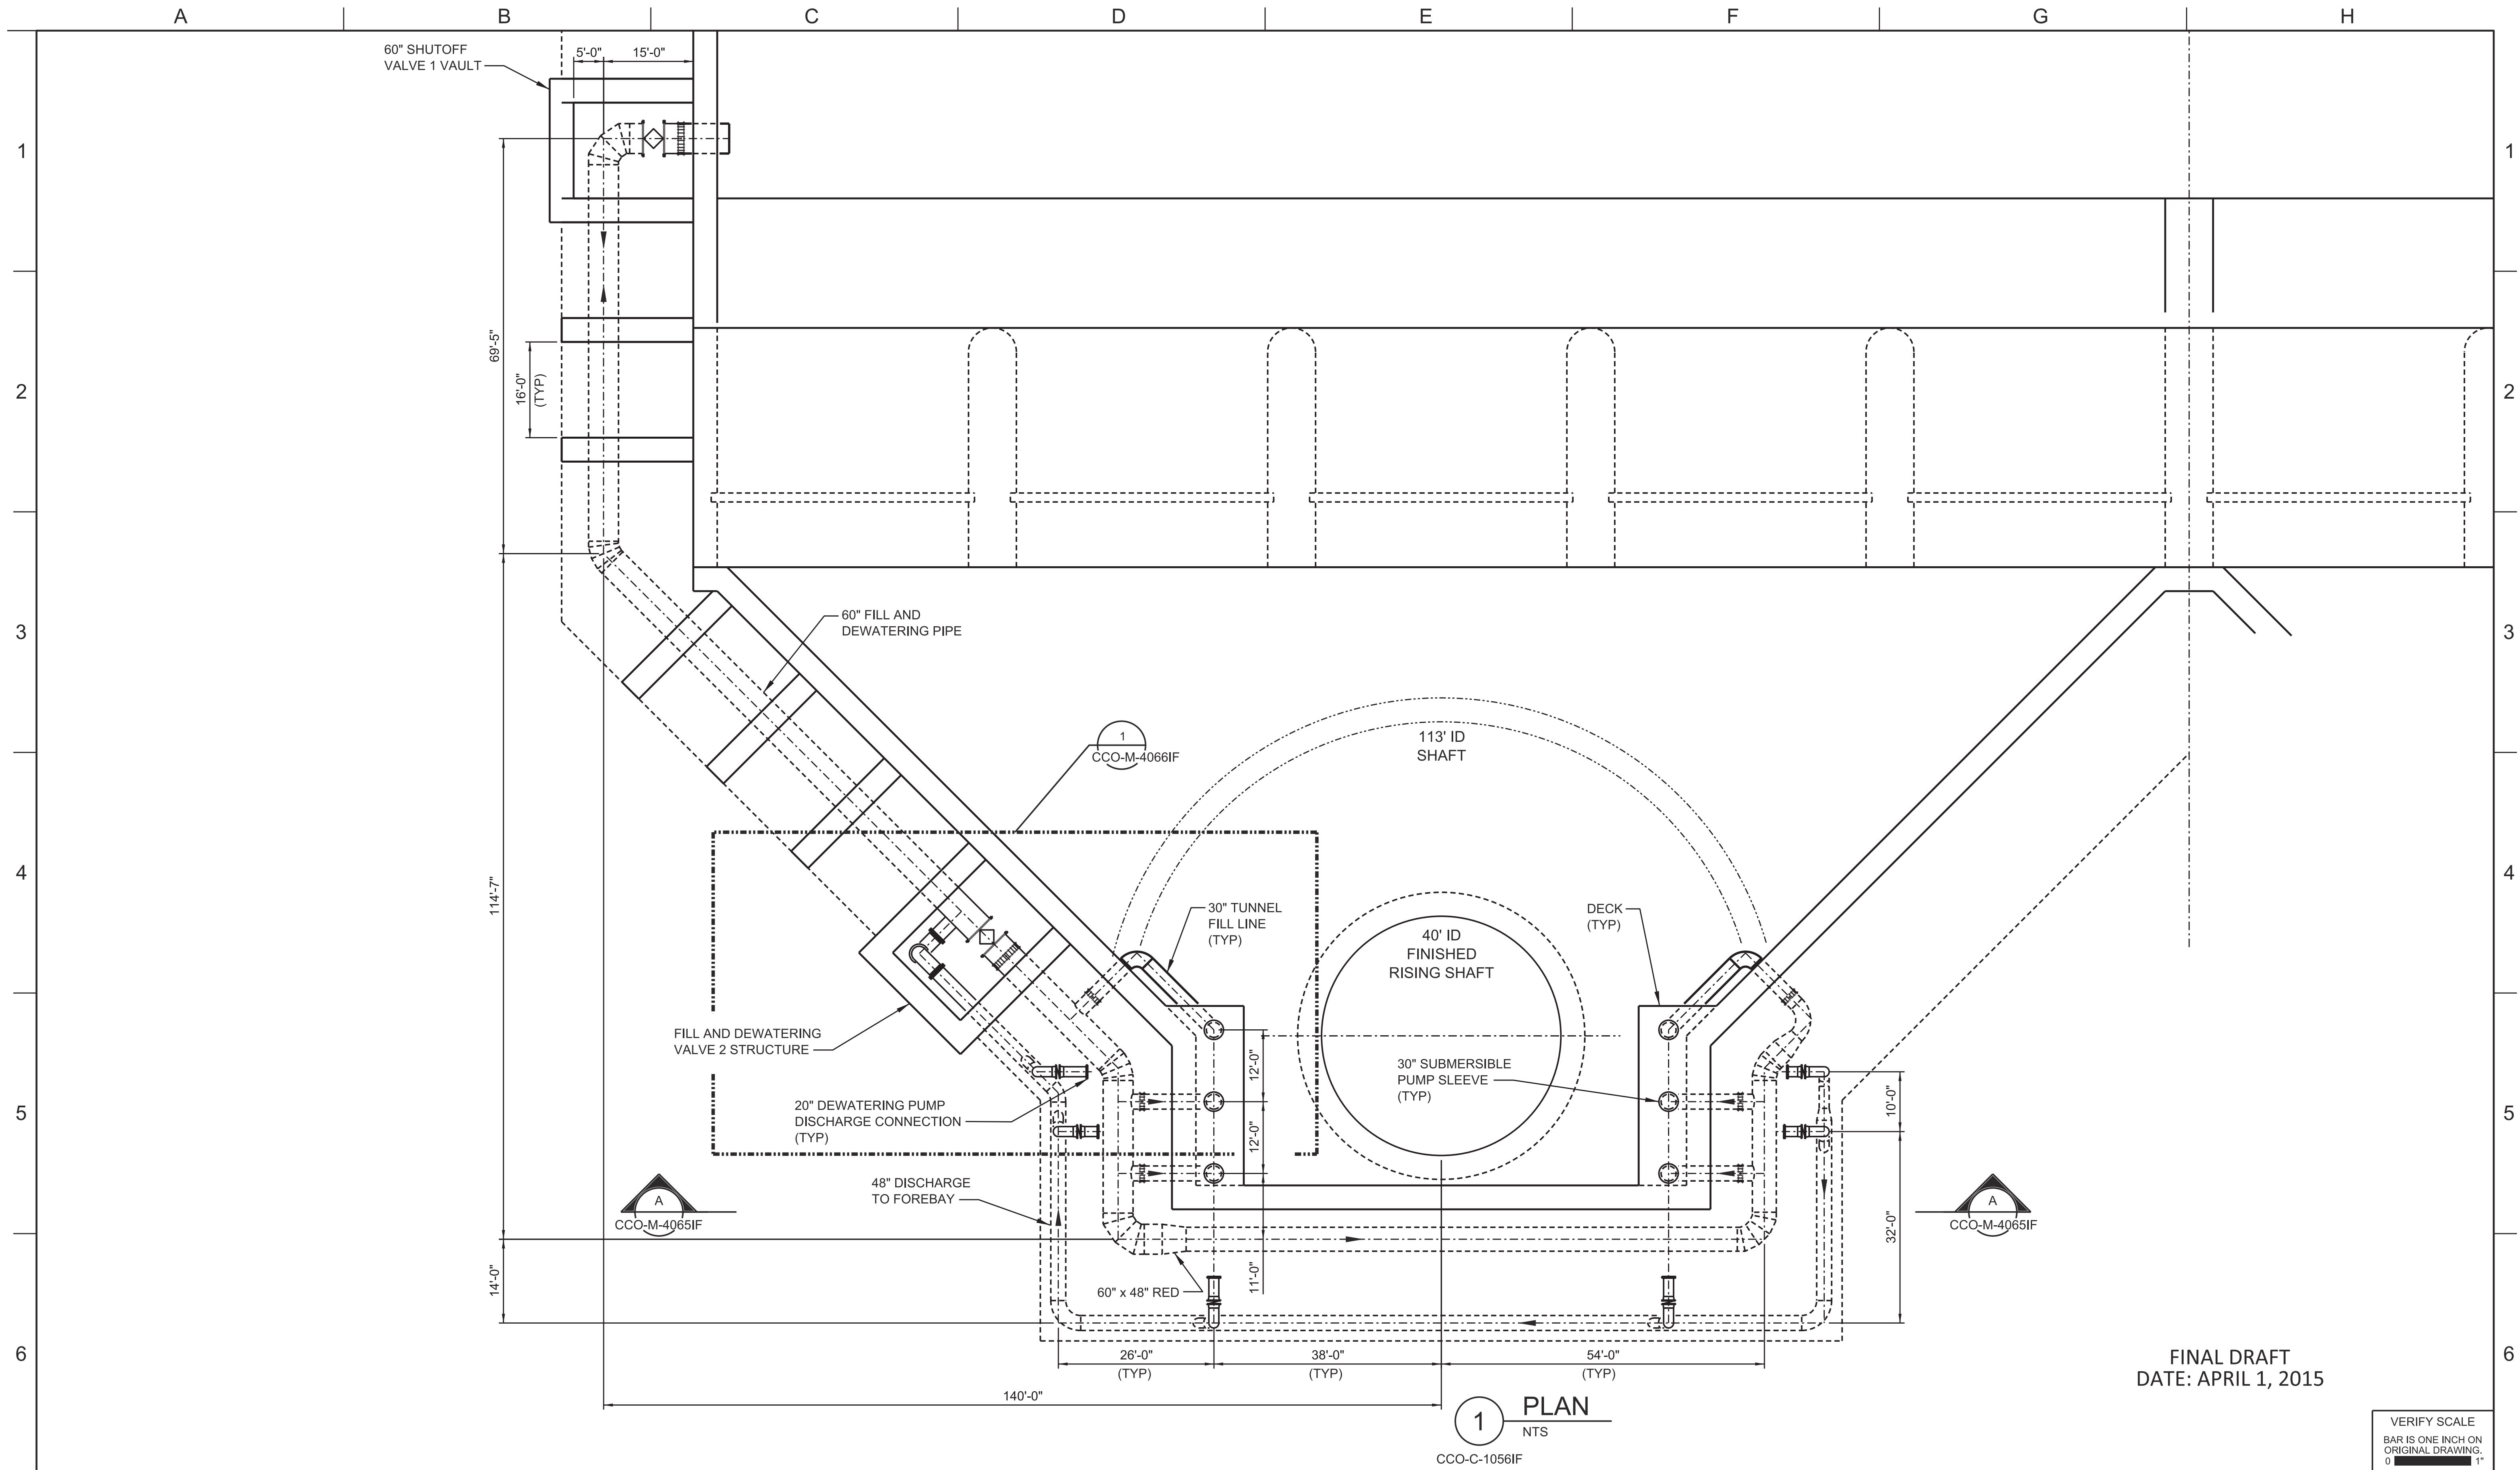 A B C D E F G H
60" SHUTOFF
VALVE 1 VAULT
5'-0"
15'-0"
1
1
69'-5"
16'-0"
(TYP)
2
2
60" FILL AND
DEWATERING PIPE
3
3
1
CCO-M-4066IF
113' ID
SHAFT
114'-7"
4
4
30" TUNNEL
FILL LINE
(TYP)
DECK
(TYP)
40' ID
FINISHED
RISING SHAFT
FILL AND DEWATERING
VALVE 2 STRUCTURE
12'-0"
30" SUBMERSIBLE
PUMP SLEEVE
(TYP)
20" DEWATERING PUMP
DISCHARGE CONNECTION
(TYP)
12'-0"
10'-0"
5
5
48" DISCHARGE
TO FOREBAY
A
CCO-M-4065IF
A
CCO-M-4065IF
32'-0"
14'-0"
60" x 48" RED
11'-0"
6
6
26'-0"
(TYP)
38'-0"
(TYP)
54'-0"
(TYP)
140'-0"
FINAL DRAFT
DATE: APRIL 1, 2015
1
PLAN
NTS
CCO-C-1056IF
VERIFY SCALE
BAR IS ONE INCH ON
ORIGINAL DRAWING.
0 1"